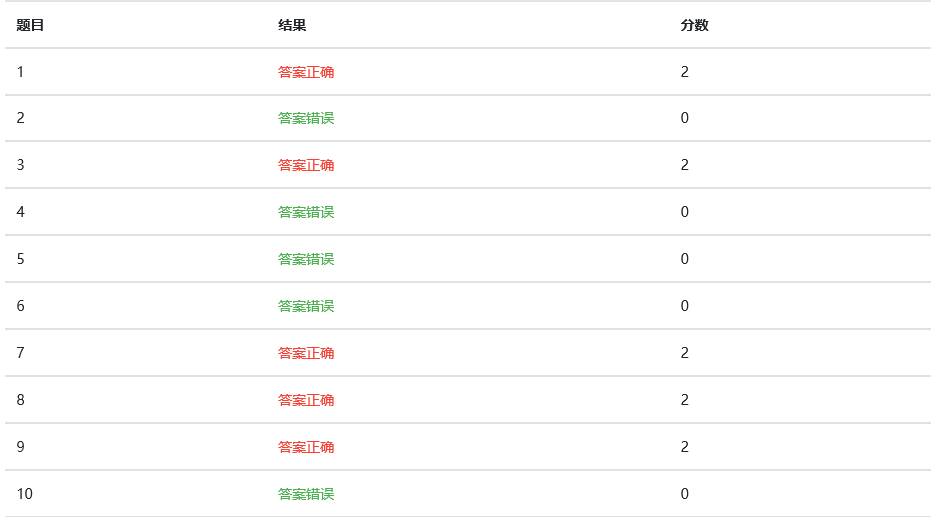 题目 结果 分数
1 答案正确 2
2 答案错误 0
3 答案正确 2
4 答案错误 0
5 答案错误 0
6 答案错误 0
7 答案正确 2
8 答案正确 2
9 答案正确 2
10 答案错误 0